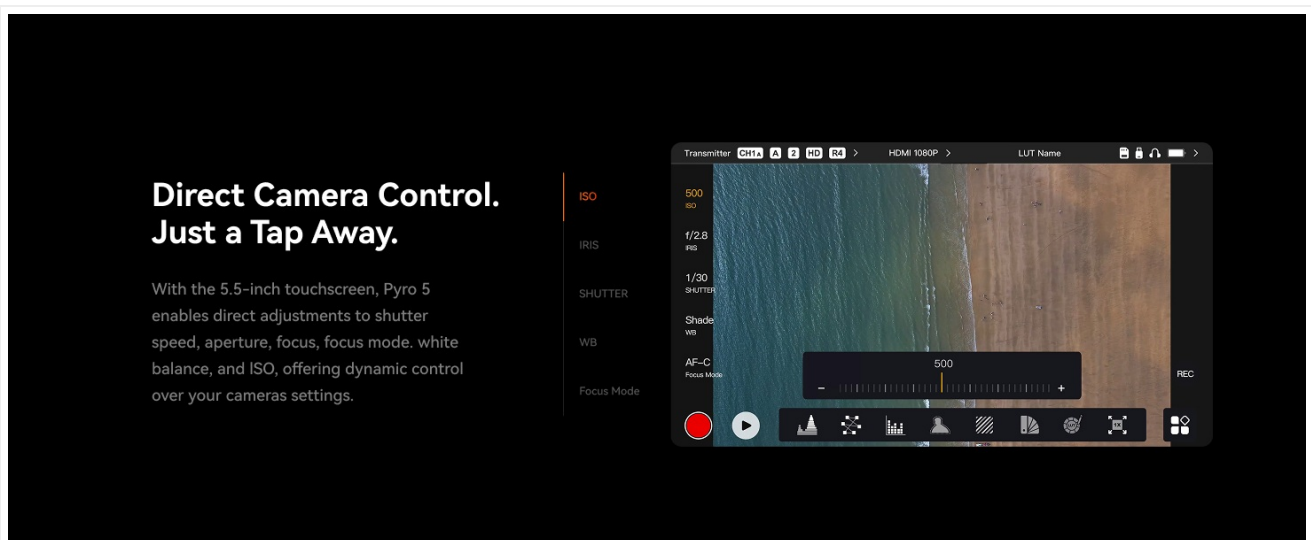 Direct Camera Control.
Just a Tap Away.
With the 5.5-inch touchscreen, Pyro 5
enables direct adjustments to shutter
speed, aperture, focus, focus mode. white
balance, and ISO, offering dynamic control
over your cameras settings.
ISO
IRIS
SHUTTER
WB
Focus Mode
Transmitter CH1A A 2 HD R4 > HDMI 1080P > LUT Name >
500
ISO
f/2.8
IRIS
1/30
SHUTTER
Shade
WB
AF-C
Focus Mode
500
- +
REC
1X